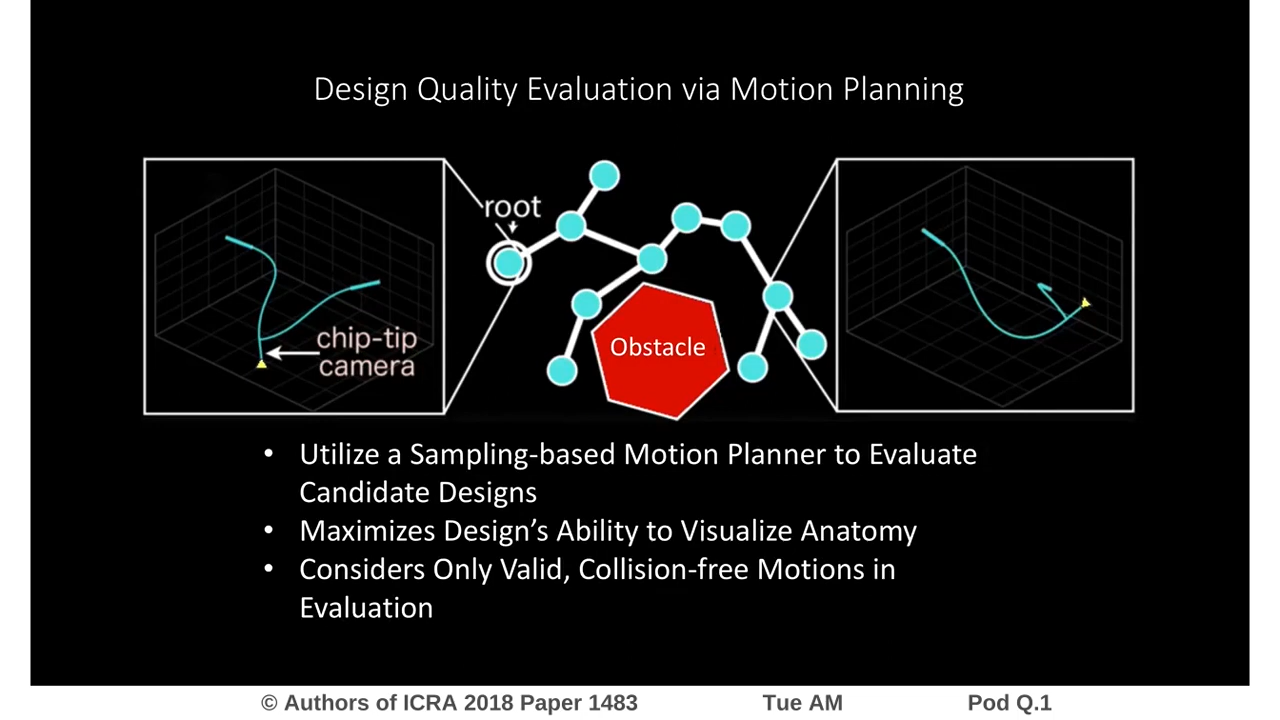 Design Quality Evaluation via Motion Planning
root
chip-tip
camera
Obstacle
• Utilize a Sampling-based Motion Planner to Evaluate
Candidate Designs
• Maximizes Design’s Ability to Visualize Anatomy
• Considers Only Valid, Collision-free Motions in
Evaluation
© Authors of ICRA 2018 Paper 1483 Tue AM Pod Q.1